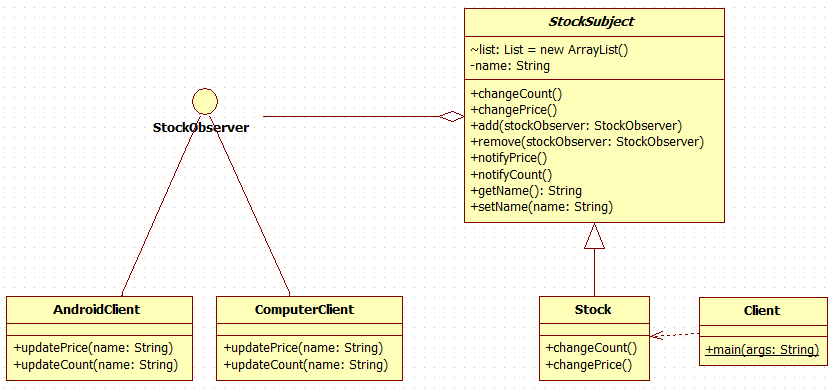 StockSubject
~list: List = new ArrayList()
-name: String
+changeCount()
+changePrice()
+add(stockObserver: StockObserver)
+remove(stockObserver: StockObserver)
+notifyPrice()
+notifyCount()
+getName(): String
+setName(name: String)
StockObserver
AndroidClient
+updatePrice(name: String)
+updateCount(name: String)
ComputerClient
+updatePrice(name: String)
+updateCount(name: String)
Stock
+changeCount()
+changePrice()
Client
+main(args: String)